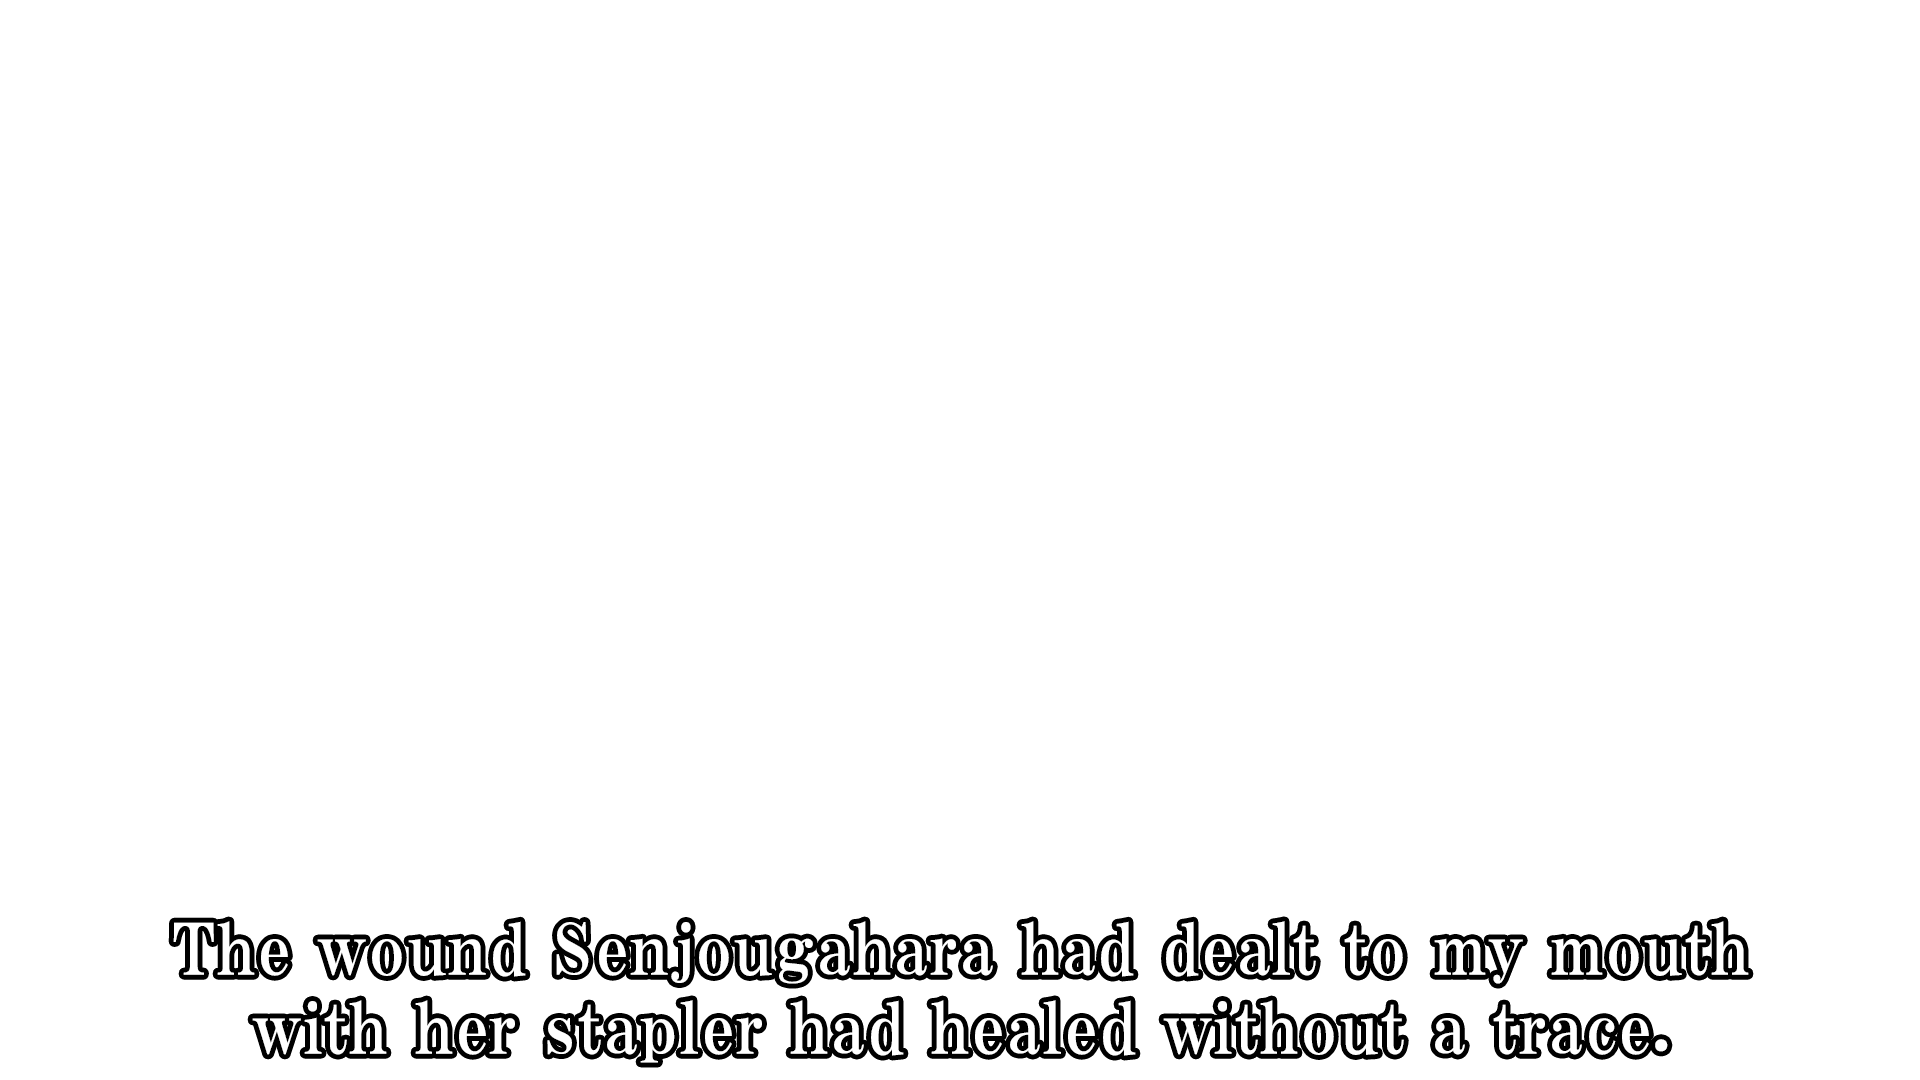 The wound Senjougahara had dealt to my mouth
with her stapler had healed without a trace.